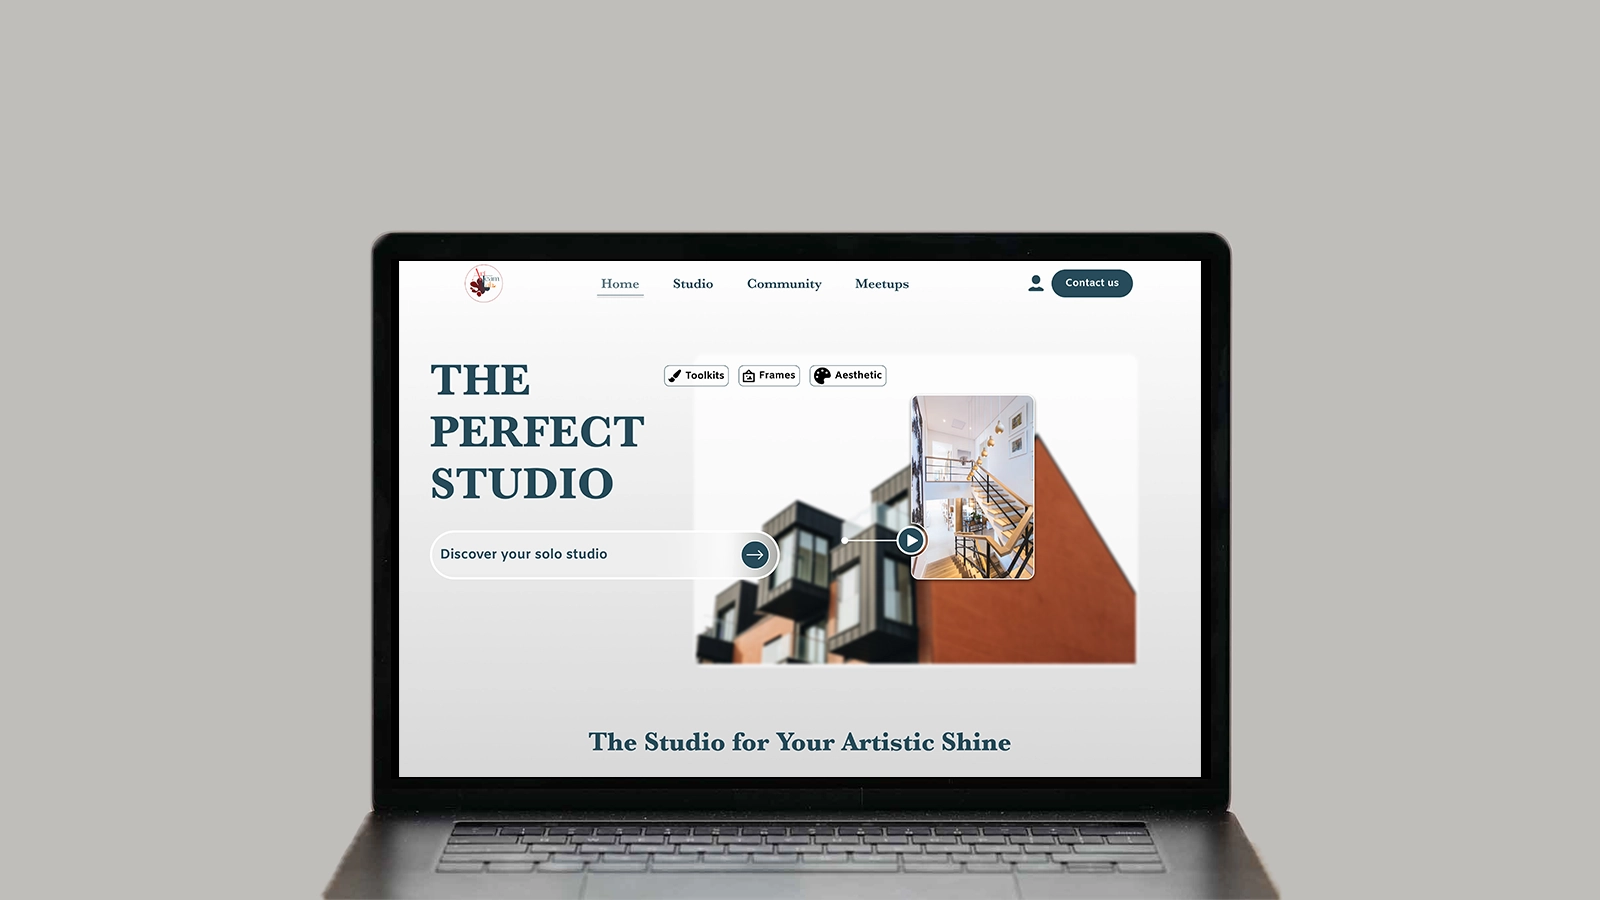 Art
Home
Studio
Community
Meetups
Contact us
THE
PERFECT
STUDIO
Toolkits
Frames
Aesthetic
Discover your solo studio
The Studio for Your Artistic Shine